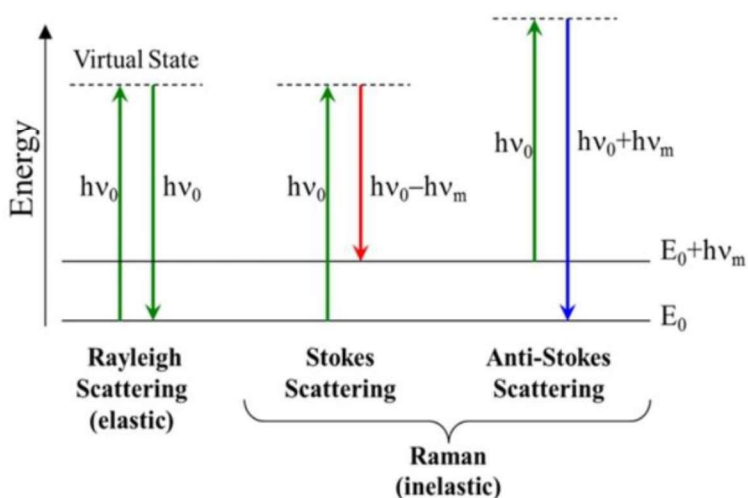 Energy
Virtual State
hν₀
hν₀
hν₀
hν₀–hνₘ
hν₀
hν₀+hνₘ
E₀+hνₘ
E₀
Rayleigh
Scattering
(elastic)
Stokes
Scattering
Anti-Stokes
Scattering
Raman
(inelastic)